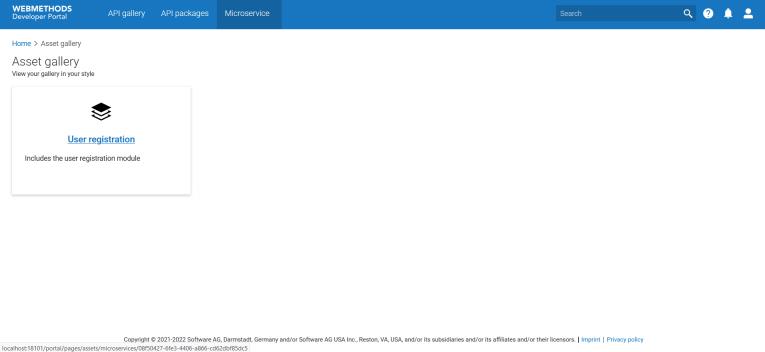 WEBMETHODS
Developer Portal
API gallery API packages Microservice
Search
Home > Asset gallery
Asset gallery
View your gallery in your style
User registration
Includes the user registration module
Copyright © 2021-2022 Software AG, Darmstadt, Germany and/or Software AG USA Inc., Reston, VA, USA, and/or its subsidiaries and/or its affiliates and/or their licensors. | Imprint | Privacy policy
localhost:18101/portal/pages/assets/microservices/08f50427-6fe3-4406-a866-cd62dbf85dc5